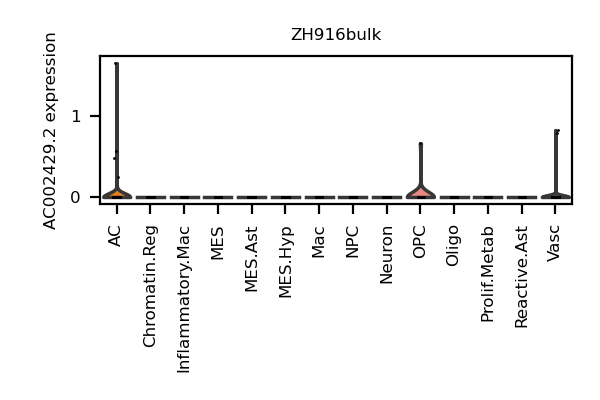 ZH916bulk
AC002429.2 expression
1
0
AC
Chromatin.Reg
Inflammatory.Mac
MES
MES.Ast
MES.Hyp
Mac
NPC
Neuron
OPC
Oligo
Prolif.Metab
Reactive.Ast
Vasc